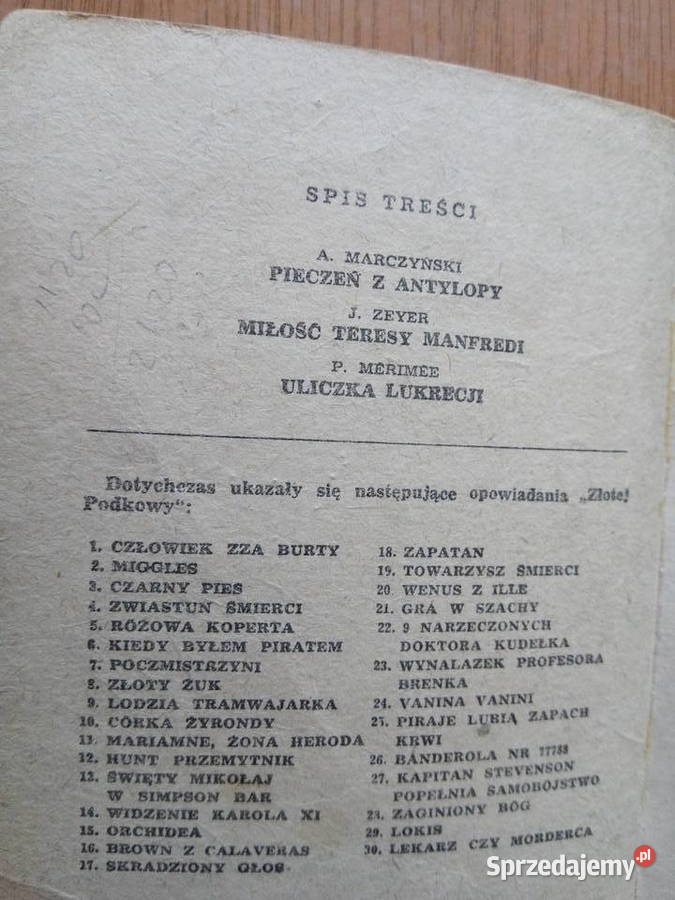 SPIS TREŚCI
A. MARCZYŃSKI
PIECZEŃ Z ANTYLOPY
J. ZEYER
MIŁOŚĆ TERESY MANFREDI
P. MERIMEE
ULICZKA LUKRECJI
Dotychczas ukazały się następujące opowiadania „Złotej
Podkowy":
1. CZŁOWIEK ZZA BURTY
2. MIGGLES
3. CZARNY PIES
4. ZWIASTUN ŚMIERCI
5. RÓŻOWA KOPERTA
6. KIEDY BYŁEM PIRATEM
7. POCZMISTRZYNI
8. ZŁOTY ŻUK
9. LODZIA TRAMWAJARKA
10. CÓRKA ŻYRONDY
11. MARIAMNE, ŻONA HERODA
12. HUNT PRZEMYTNIK
13. ŚWIĘTY MIKOŁAJ
W SIMPSON BAR
14. WIDZENIE KAROLA XI
15. ORCHIDEA
16. BROWN Z CALAVERAS
17. SKRADZIONY GŁOS
18. ZAPATAN
19. TOWARZYSZ ŚMIERCI
20. WENUS Z ILLE
21. GRA W SZACHY
22. 9 NARZECZONYCH
DOKTORA KUDEŁKA
23. WYNALAZEK PROFESORA
BRENKA
24. VANINA VANINI
25. PIRAJE LUBIĄ ZAPACH
KRWI
26. BANDEROLA NR 77788
27. KAPITAN STEVENSON
POPEŁNIA SAMOBÓJSTWO
28. ZAGINIONY BÓG
29. LOKIS
30. LEKARZ CZY MORDERCA
Sprzedajemy.pl